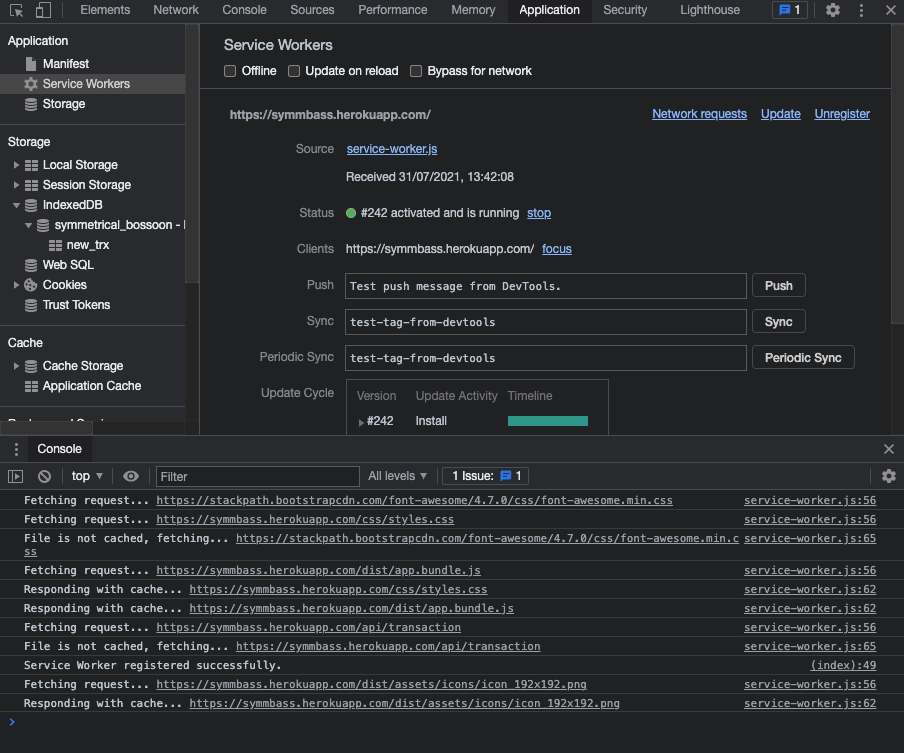 Elements Network Console Sources Performance Memory Application Security Lighthouse 1
Application
Manifest
Service Workers
Storage
Storage
Local Storage
Session Storage
IndexedDB
symmetrical_bossoon -
new_trx
Web SQL
Cookies
Trust Tokens
Cache
Cache Storage
Application Cache
Service Workers
Offline Update on reload Bypass for network
https://symmbass.herokuapp.com/ Network requests Update Unregister
Source service-worker.js
Received 31/07/2021, 13:42:08
Status #242 activated and is running stop
Clients https://symmbass.herokuapp.com/ focus
Push Test push message from DevTools. Push
Sync test-tag-from-devtools Sync
Periodic Sync test-tag-from-devtools Periodic Sync
Update Cycle Version Update Activity Timeline
#242 Install
Console
top Filter All levels 1 Issue: 1
Fetching request... https://stackpath.bootstrapcdn.com/font-awesome/4.7.0/css/font-awesome.min.css service-worker.js:56
Fetching request... https://symmbass.herokuapp.com/css/styles.css service-worker.js:56
File is not cached, fetching... https://stackpath.bootstrapcdn.com/font-awesome/4.7.0/css/font-awesome.min.c service-worker.js:65
ss
Fetching request... https://symmbass.herokuapp.com/dist/app.bundle.js service-worker.js:56
Responding with cache... https://symmbass.herokuapp.com/css/styles.css service-worker.js:62
Responding with cache... https://symmbass.herokuapp.com/dist/app.bundle.js service-worker.js:62
Fetching request... https://symmbass.herokuapp.com/api/transaction service-worker.js:56
File is not cached, fetching... https://symmbass.herokuapp.com/api/transaction service-worker.js:65
Service Worker registered successfully. (index):49
Fetching request... https://symmbass.herokuapp.com/dist/assets/icons/icon_192x192.png service-worker.js:56
Responding with cache... https://symmbass.herokuapp.com/dist/assets/icons/icon_192x192.png service-worker.js:62